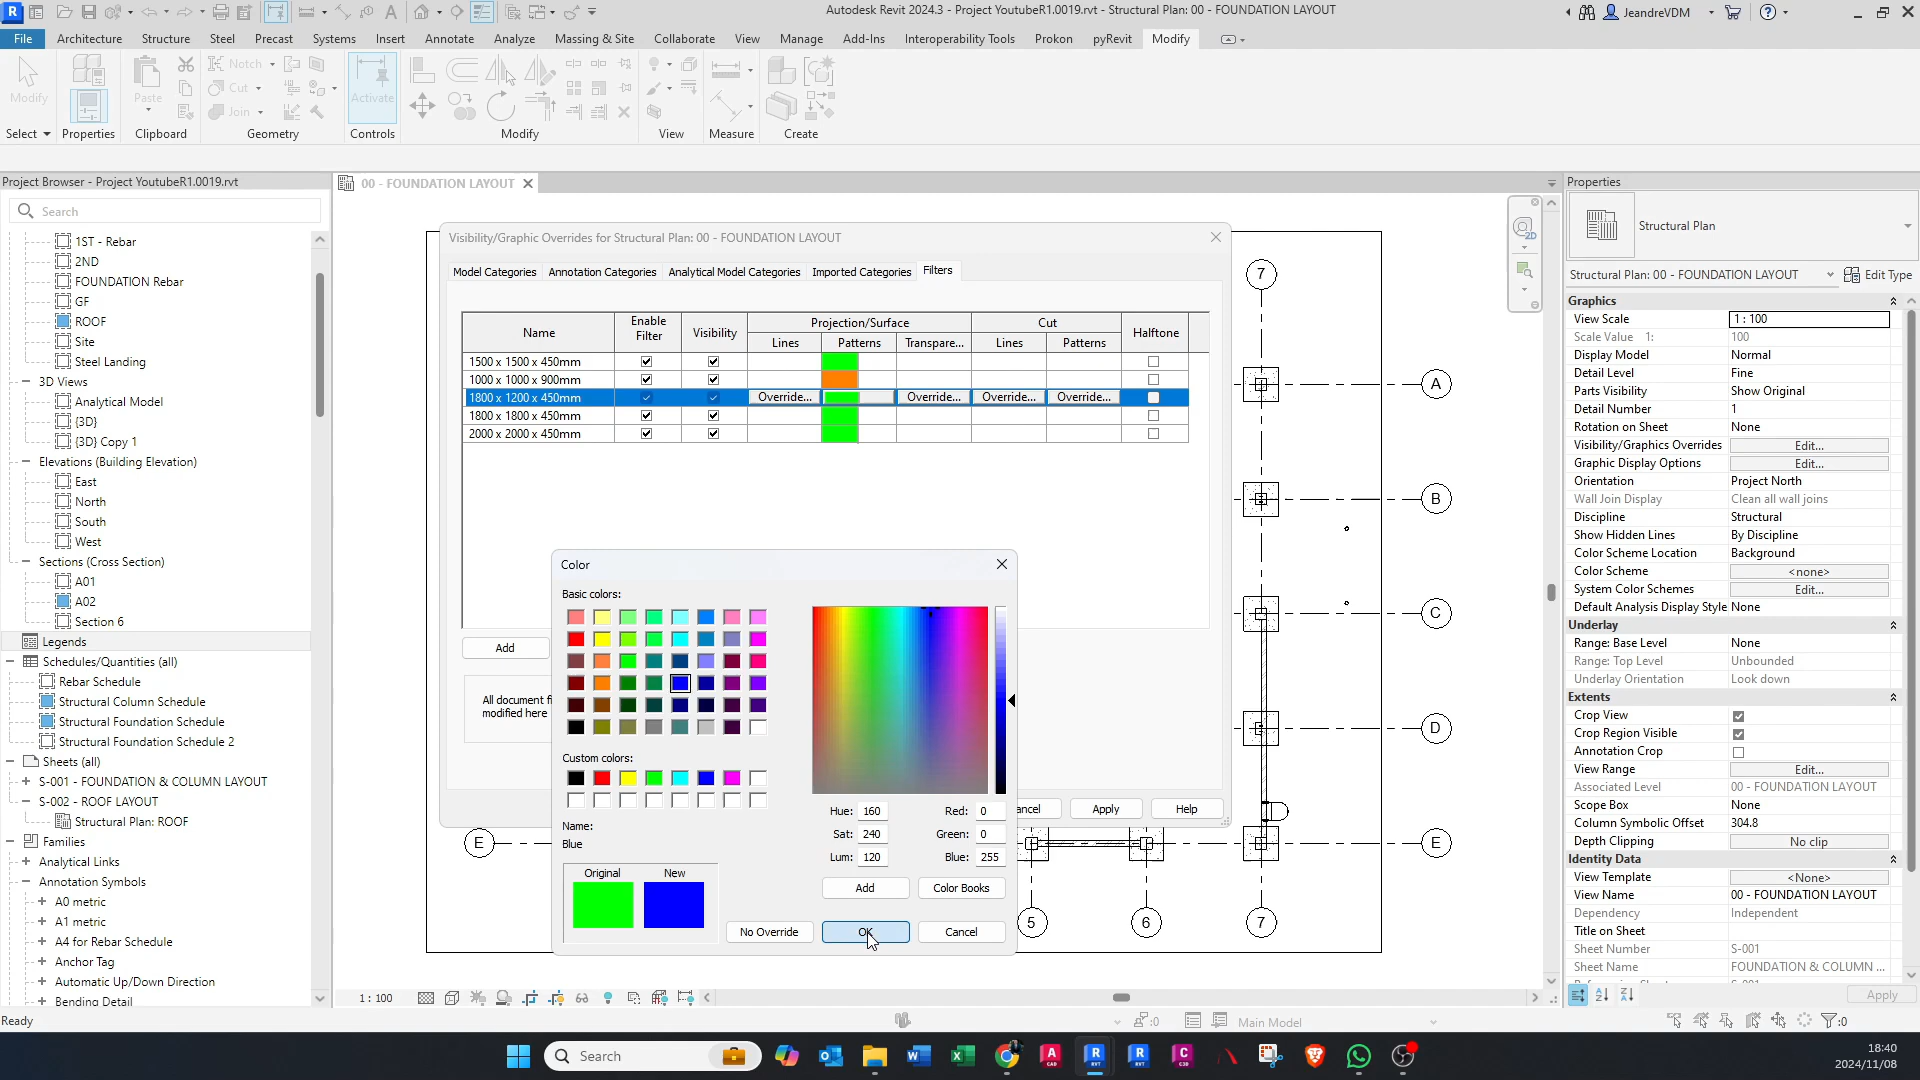 Autodesk Revit 2024.3 - Project YoutubeR1.0019.rvt - Structural Plan: 00 - FOUNDATION LAYOUT
JeandreVDM
File Architecture Structure Steel Precast Systems Insert Annotate Analyze Massing & Site Collaborate View Manage Add-Ins Interoperability Tools Prokon pyRevit Modify
Modify
Paste
Notch
Cut
Join
Activate
Select Properties Clipboard Geometry Controls Modify View Measure Create
Project Browser - Project YoutubeR1.0019.rvt
Search
1ST - Rebar
2ND
FOUNDATION Rebar
GF
ROOF
Site
Steel Landing
3D Views
Analytical Model
{3D}
{3D} Copy 1
Elevations (Building Elevation)
East
North
South
West
Sections (Cross Section)
A01
A02
Section 6
Legends
Schedules/Quantities (all)
Rebar Schedule
Structural Column Schedule
Structural Foundation Schedule
Structural Foundation Schedule 2
Sheets (all)
S-001 - FOUNDATION & COLUMN LAYOUT
S-002 - ROOF LAYOUT
Structural Plan: ROOF
Families
Analytical Links
Annotation Symbols
A0 metric
A1 metric
A4 for Rebar Schedule
Anchor Tag
Automatic Up/Down Direction
Bending Detail
Ready
00 - FOUNDATION LAYOUT
Visibility/Graphic Overrides for Structural Plan: 00 - FOUNDATION LAYOUT
Model Categories Annotation Categories Analytical Model Categories Imported Categories Filters
Name Enable Filter Visibility Projection/Surface Cut Halftone
Lines Patterns Transpare... Lines Patterns
1500 x 1500 x 450mm
1000 x 1000 x 900mm
1800 x 1200 x 450mm Override... Override... Override... Override...
1800 x 1800 x 450mm
2000 x 2000 x 450mm
Add
All document fi
modified here
ancel Apply Help
Color
Basic colors:
Custom colors:
Name:
Blue
Original New
Hue: 160 Red: 0
Sat: 240 Green: 0
Lum: 120 Blue: 255
Add Color Books
No Override OK Cancel
7
A
B
C
D
E E
5 6 7
2D
1 : 100
:0
Main Model
:0
Properties
Structural Plan
Structural Plan: 00 - FOUNDATION LAYOUT Edit Type
Graphics
View Scale 1 : 100
Scale Value 1: 100
Display Model Normal
Detail Level Fine
Parts Visibility Show Original
Detail Number 1
Rotation on Sheet None
Visibility/Graphics Overrides Edit...
Graphic Display Options Edit...
Orientation Project North
Wall Join Display Clean all wall joins
Discipline Structural
Show Hidden Lines By Discipline
Color Scheme Location Background
Color Scheme <none>
System Color Schemes Edit...
Default Analysis Display Style None
Underlay
Range: Base Level None
Range: Top Level Unbounded
Underlay Orientation Look down
Extents
Crop View
Crop Region Visible
Annotation Crop
View Range Edit...
Associated Level 00 - FOUNDATION LAYOUT
Scope Box None
Column Symbolic Offset 304.8
Depth Clipping No clip
Identity Data
View Template <None>
View Name 00 - FOUNDATION LAYOUT
Dependency Independent
Title on Sheet
Sheet Number S-001
Sheet Name FOUNDATION & COLUMN ...
Apply
Search
18:40
2024/11/08